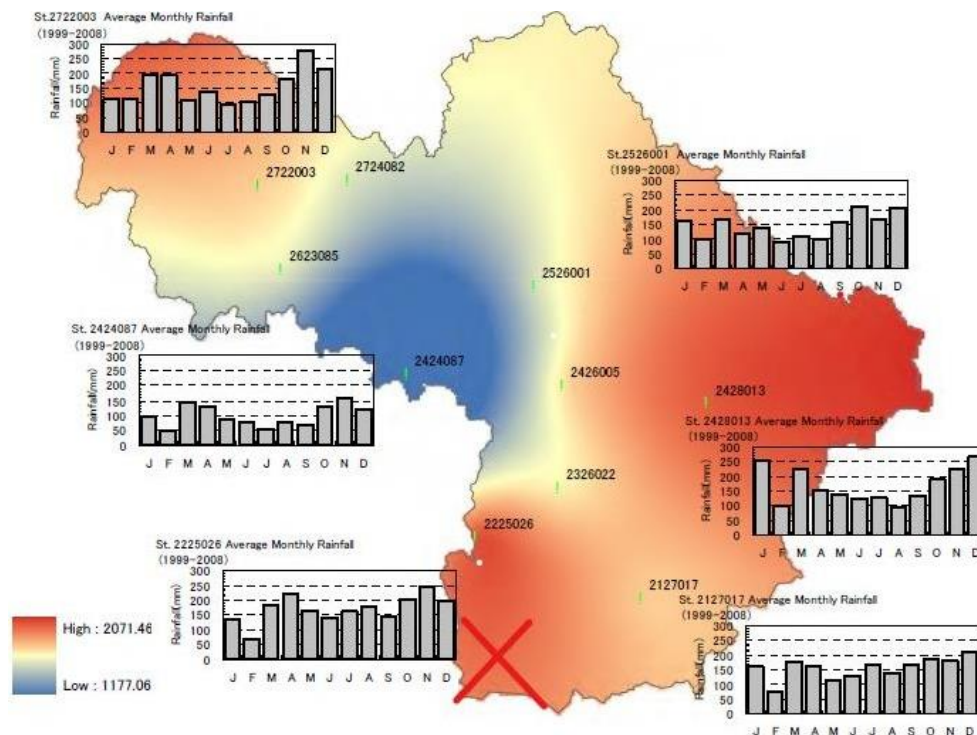 St.2722003 Average Monthly Rainfall
(1999-2008)
Rainfall(mm)
300
250
200
150
100
50
0
J F M A M J J A S O N D
2722003
2724082
2623085
St.2526001 Average Monthly Rainfall
(1999-2008)
Rainfall(mm)
300
250
200
150
100
50
0
J F M A M J J A S O N D
2526001
St. 2424087 Average Monthly Rainfall
(1999-2008)
Rainfall(mm)
300
250
200
150
100
50
0
J F M A M J J A S O N D
2424087
2426005
2428013
St. 2428013 Average Monthly Rainfall
(1999-2008)
Rainfall(mm)
300
250
200
150
100
50
0
J F M A M J J A S O N D
2326022
2225026
St. 2225026 Average Monthly Rainfall
(1999-2008)
Rainfall(mm)
300
250
200
150
100
50
0
J F M A M J J A S O N D
2127017
St. 2127017 Average Monthly Rainfall
(1999-2008)
Rainfall(mm)
300
250
200
150
100
50
0
J F M A M J J A S O N D
High : 2071.46
Low : 1177.06